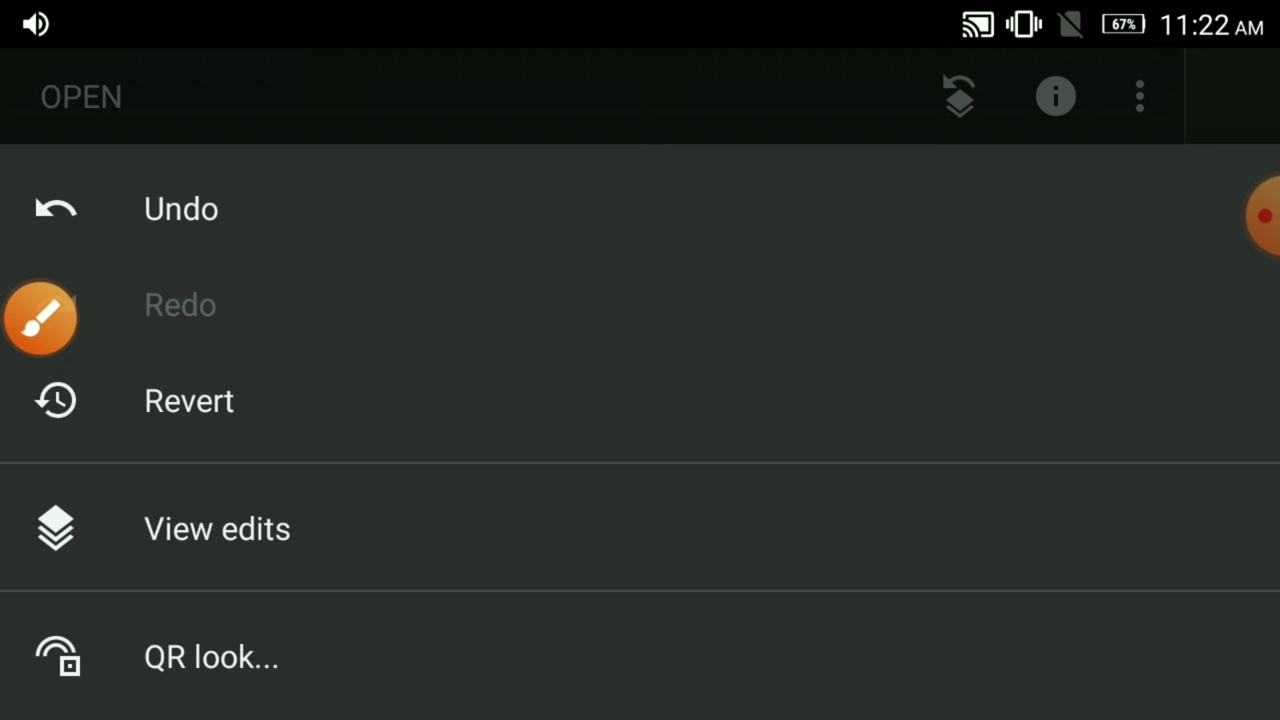 67% 11:22 AM
OPEN
Undo
Redo
Revert
View edits
QR look...